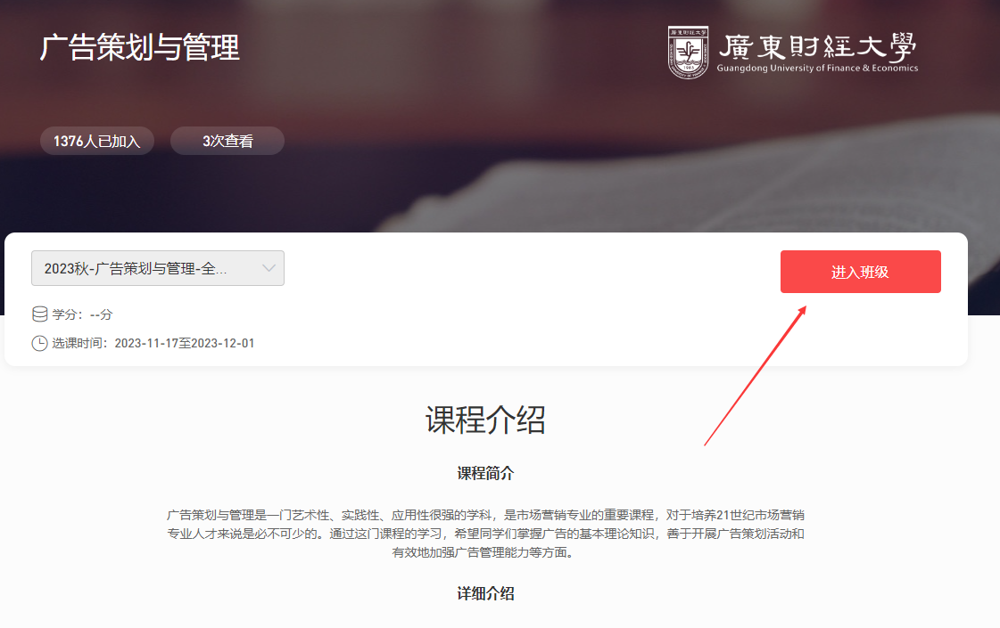 广告策划与管理
廣東財經大學
Guangdong University of Finance & Economics
1376人已加入
3次查看
2023秋-广告策划与管理-全...
进入班级
学分：--分
选课时间：2023-11-17至2023-12-01
课程介绍
课程简介
广告策划与管理是一门艺术性、实践性、应用性很强的学科，是市场营销专业的重要课程，对于培养21世纪市场营销
专业人才来说是必不可少的。通过这门课程的学习，希望同学们掌握广告的基本理论知识，善于开展广告策划活动和
有效地加强广告管理能力等方面。
详细介绍